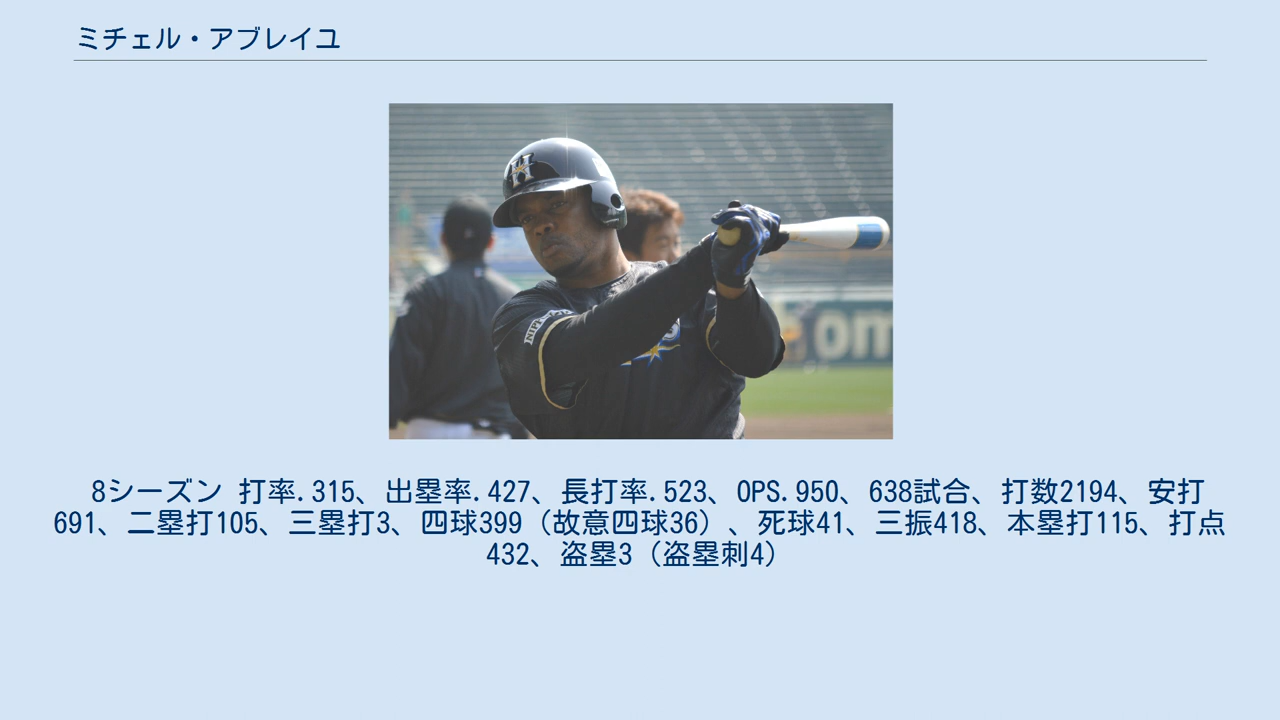 ミチェル・アブレイユ
H
NIPP
om
8シーズン 打率.315、出塁率.427、長打率.523、OPS.950、638試合、打数2194、安打
691、二塁打105、三塁打3、四球399（故意四球36）、死球41、三振418、本塁打115、打点
432、盗塁3（盗塁刺4）